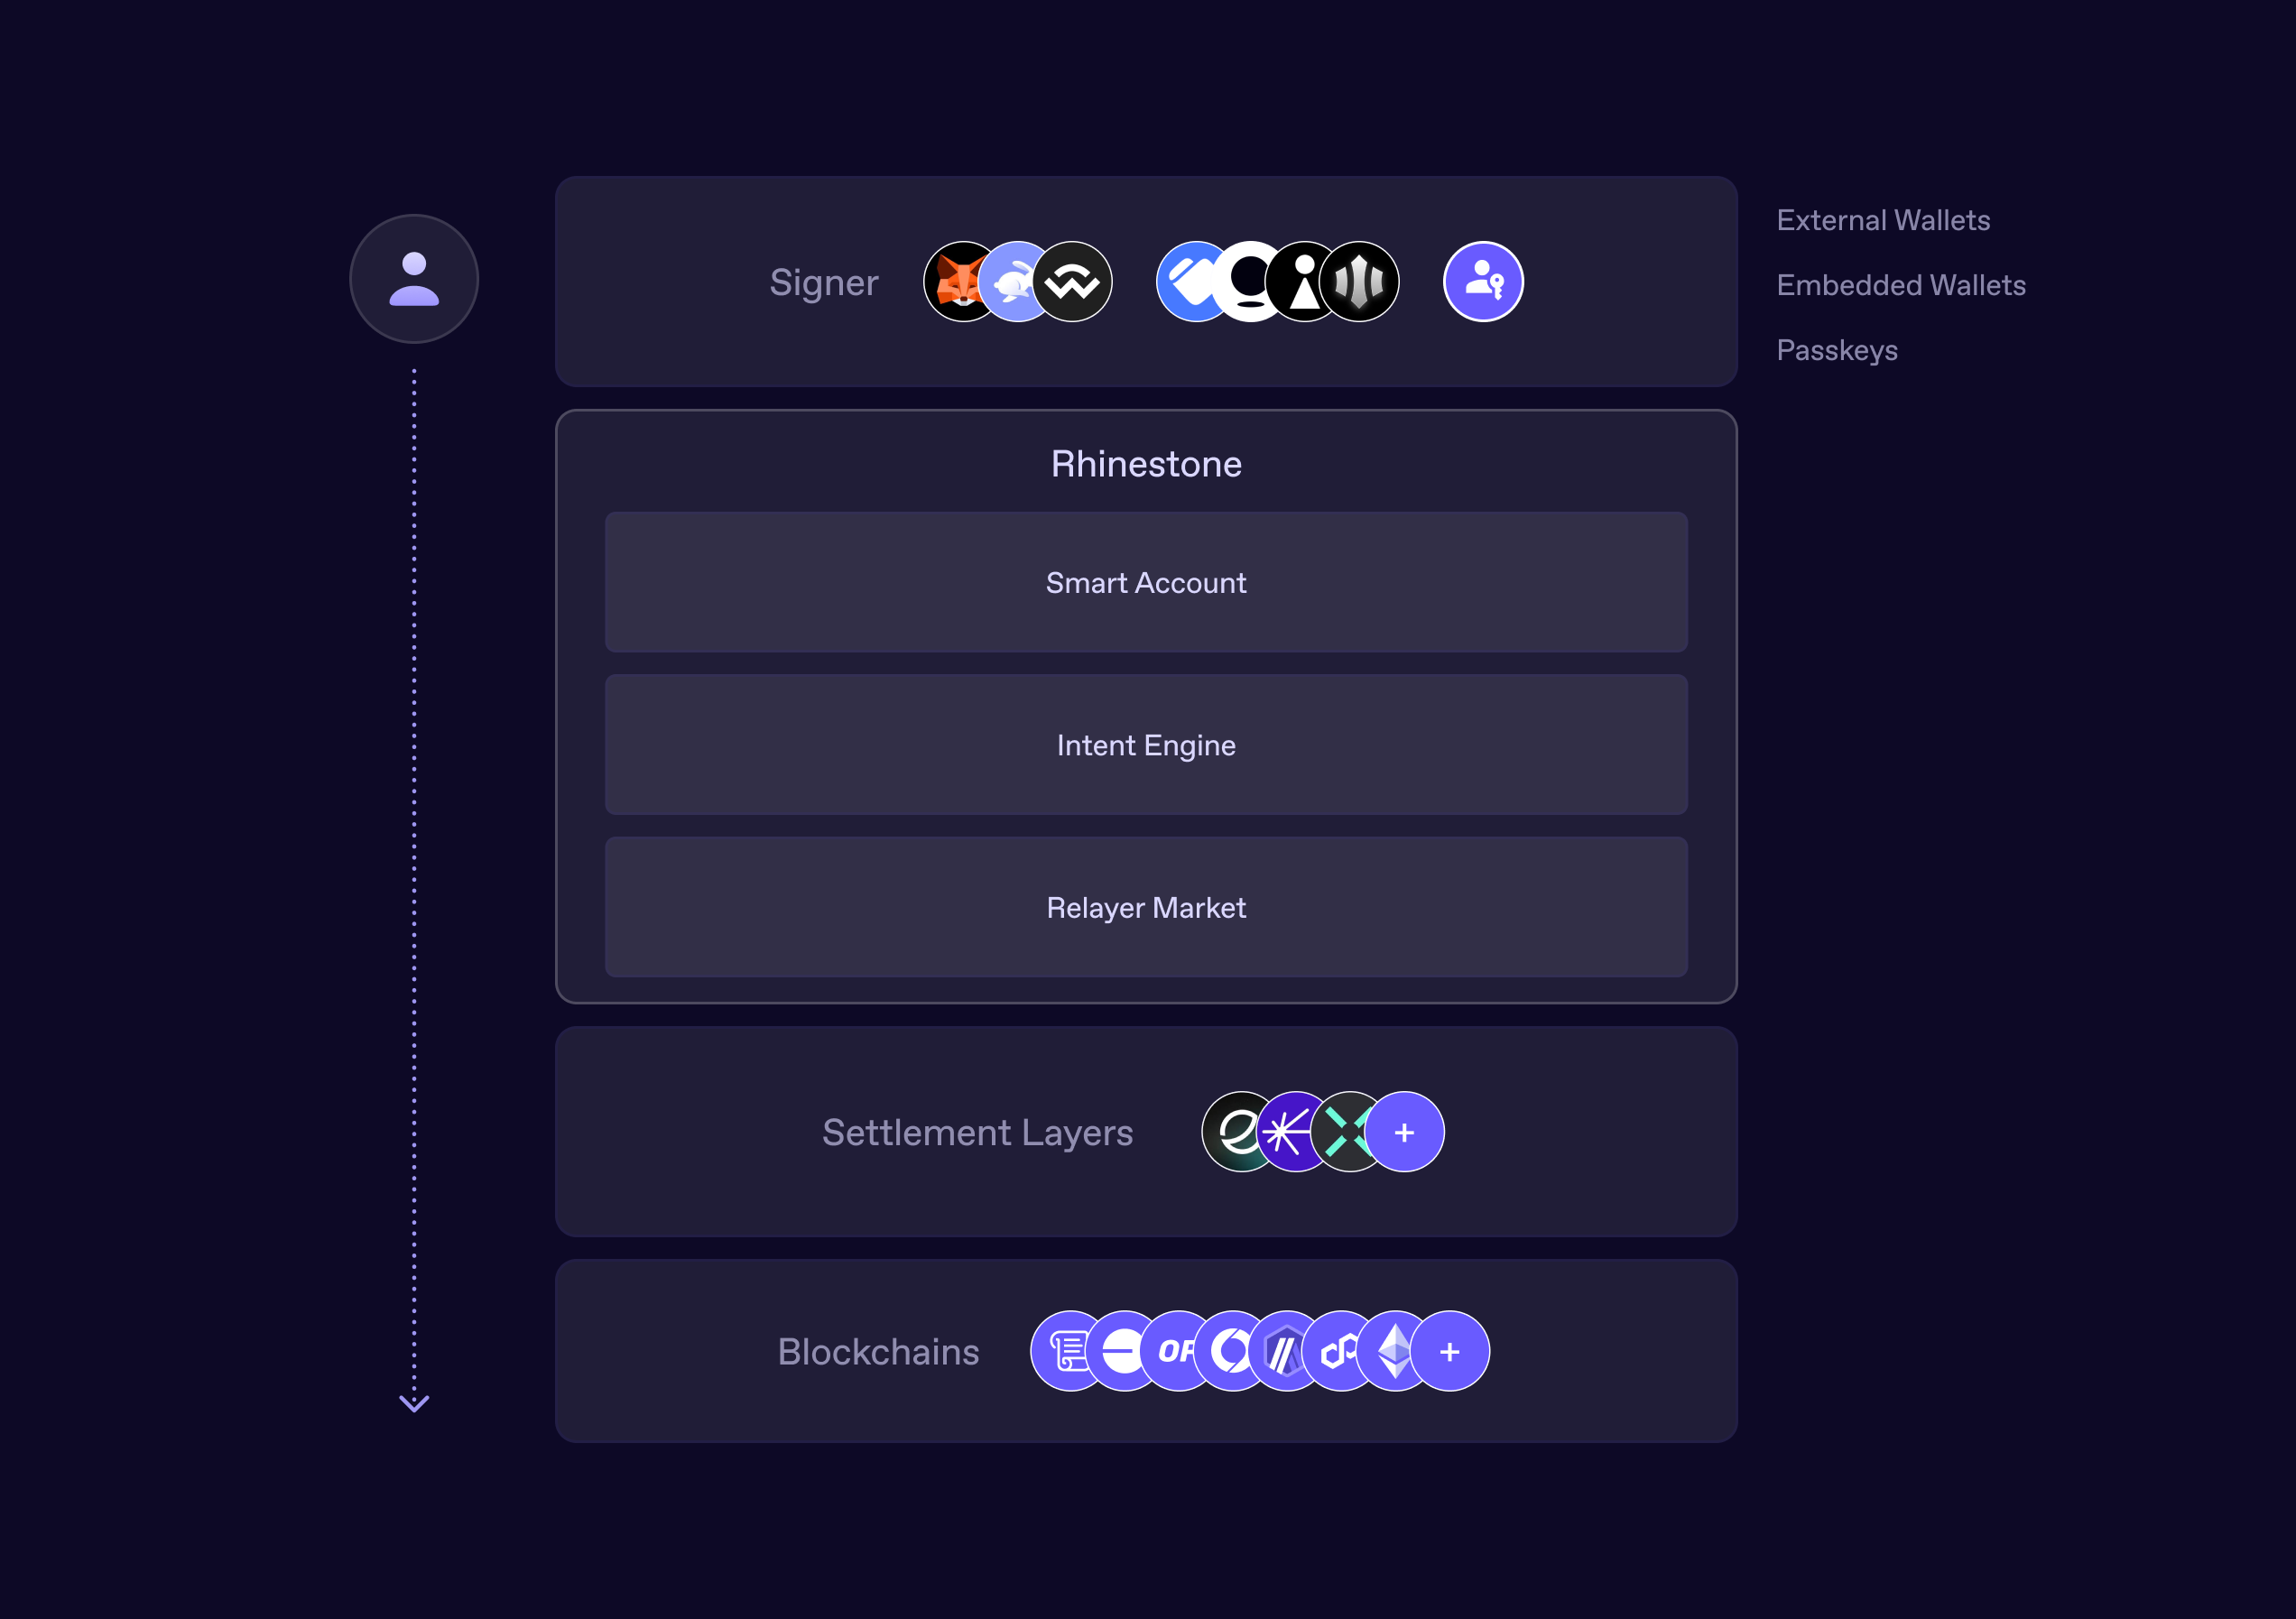 Signer
External Wallets
Embedded Wallets
Passkeys
Rhinestone
Smart Account
Intent Engine
Relayer Market
Settlement Layers
+
Blockchains
OP
+